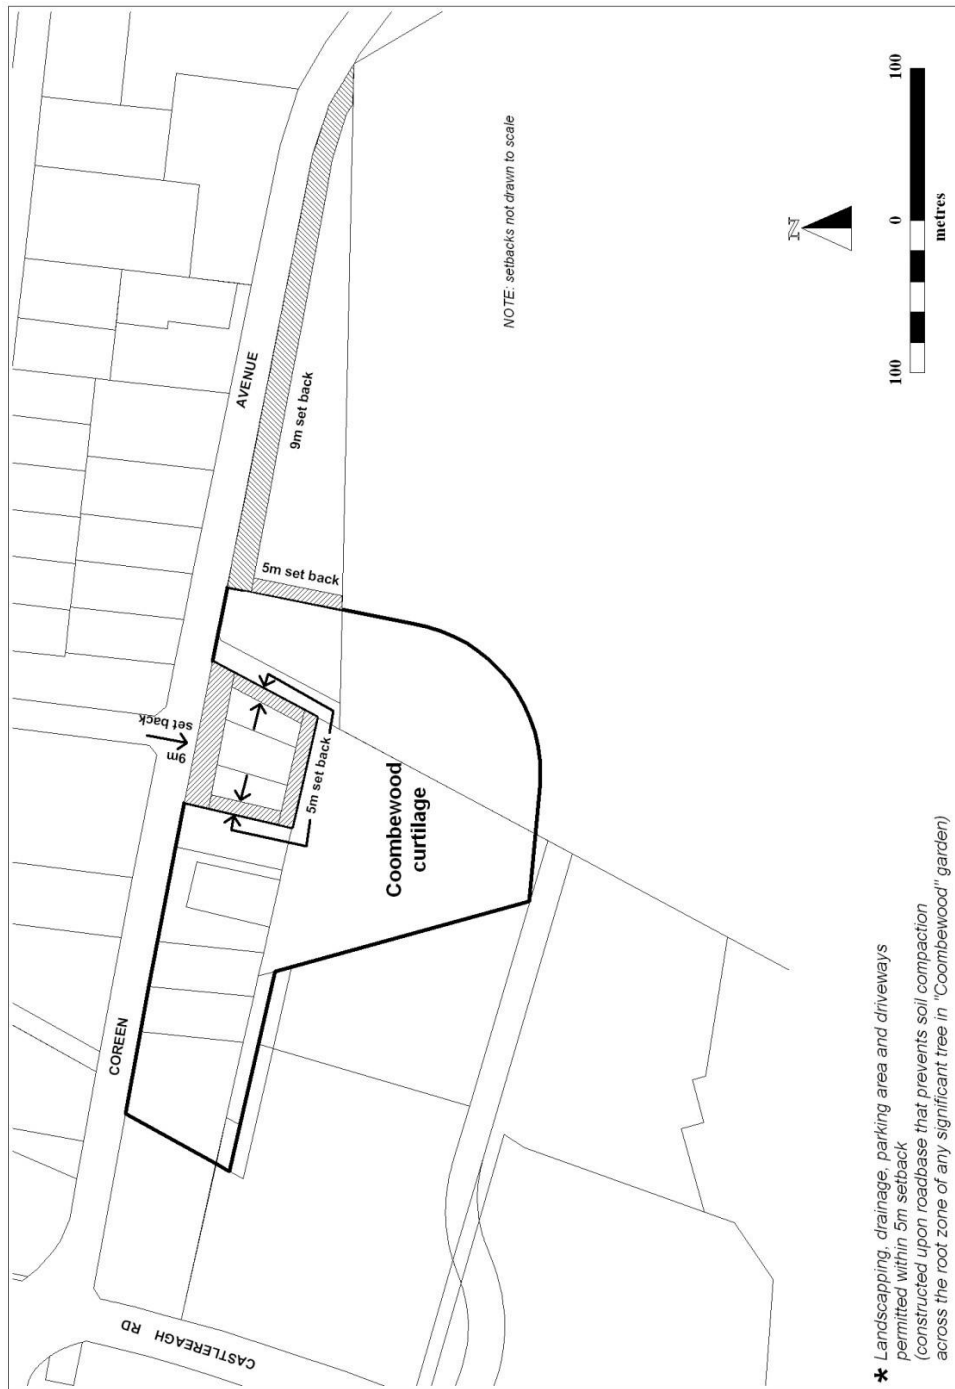 CASTLEREAGH RD
COREEN
AVENUE
9m
set back
5m set back
5m set back
9m set back
Coombewood
curtilage
NOTE: setbacks not drawn to scale
N
100 0 100
metres
* Landscapping, drainage, parking area and driveways
permitted within 5m setback
(constructed upon roadbase that prevents soil compaction
across the root zone of any significant tree in "Coombewood" garden)